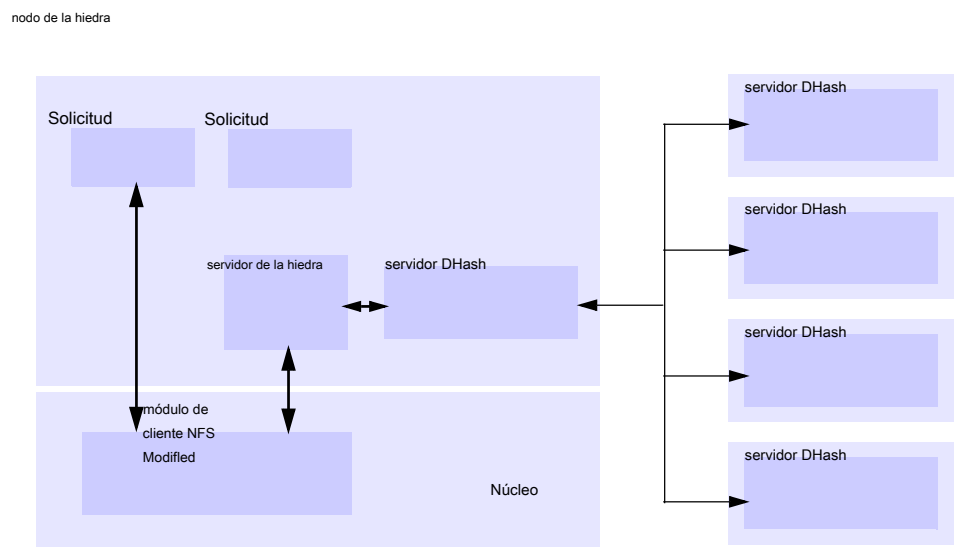 nodo de la hiedra
Solicitud
Solicitud
servidor de la hiedra
servidor DHash
módulo de
cliente NFS
Modifled
Núcleo
servidor DHash
servidor DHash
servidor DHash
servidor DHash